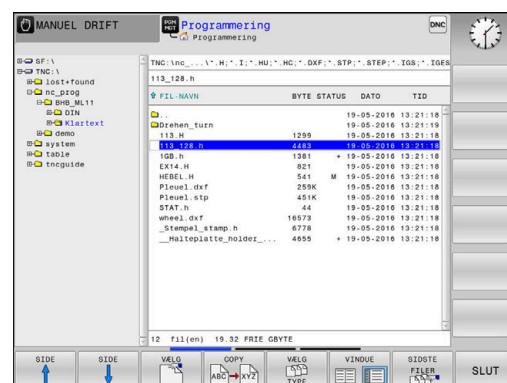 MANUEL DRIFT
PGM MGT Programmering
Programmering
DNC
SF:\
TNC:\
lost+found
nc_prog
BHB_ML11
DIN
Klartext
demo
system
table
tncguide
TNC:\nc_...\*.H;*.I;*.HU;*.HC;*.DXF;*.STP;*.STEP;*.IGS;*.IGES
113_128.h
FIL-NAVN BYTE STATUS DATO TID
.. 19-05-2016 13:21:18
Drehen_turn 19-05-2016 13:21:19
113.H 1299 19-05-2016 13:21:18
113_128.h 4483 19-05-2016 13:21:18
1GB.h 1381 + 19-05-2016 13:21:18
EX14.H 821 19-05-2016 13:21:18
HEBEL.H 541 M 19-05-2016 13:21:18
Pleuel.dxf 259K 19-05-2016 13:21:18
Pleuel.stp 451K 19-05-2016 13:21:18
STAT.h 44 19-05-2016 13:21:18
wheel.dxf 16573 19-05-2016 13:21:18
_Stempel_stamp.h 6778 19-05-2016 13:21:18
__Halteplatte_holder_... 4655 + 19-05-2016 13:21:18
12 fil(en) 19.32 FRIE GBYTE
SIDE
SIDE
VÆLG
COPY
ABC XYZ
VÆLG
TYPE
VINDUE
SIDSTE
FILER
SLUT